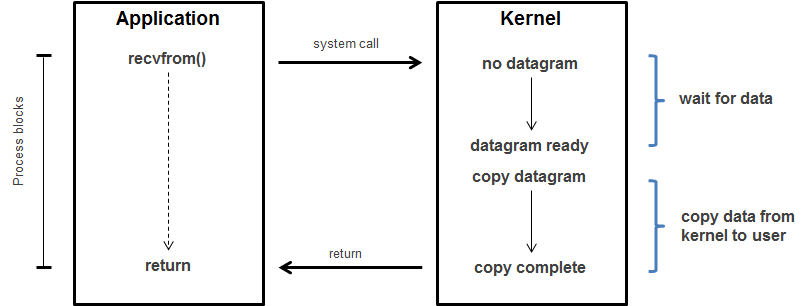 Application
Kernel
recvfrom()
system call
no datagram
wait for data
Process blocks
datagram ready
copy datagram
copy data from
kernel to user
return
return
copy complete